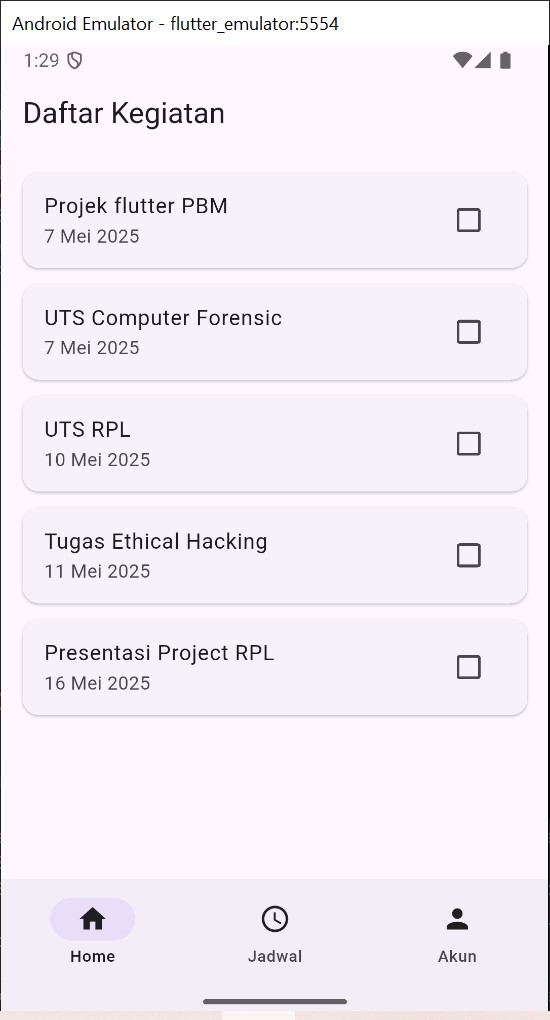 Android Emulator - flutter_emulator:5554
1:29
Daftar Kegiatan
Projek flutter PBM
7 Mei 2025
UTS Computer Forensic
7 Mei 2025
UTS RPL
10 Mei 2025
Tugas Ethical Hacking
11 Mei 2025
Presentasi Project RPL
16 Mei 2025
Home Jadwal Akun